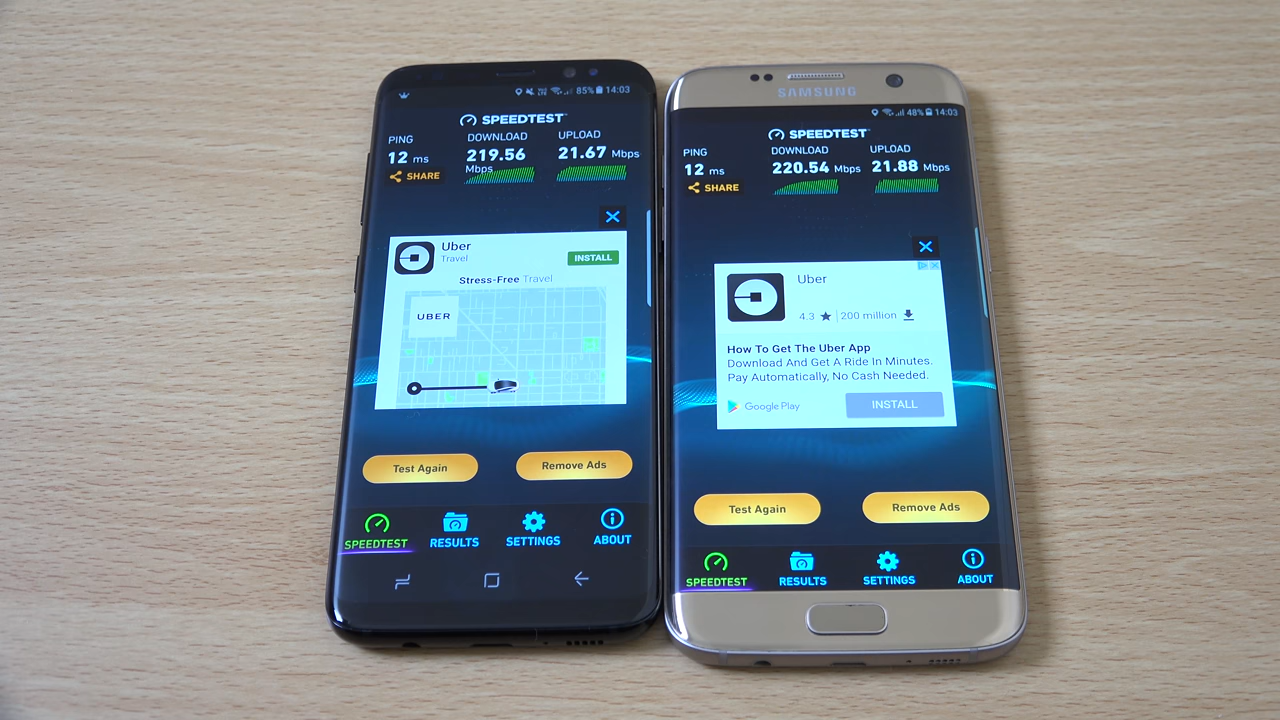 85% 14:03
SPEEDTEST
PING
DOWNLOAD
UPLOAD
12 ms
219.56 Mbps
21.67 Mbps
SHARE
Uber
Travel
INSTALL
Stress-Free Travel
UBER
Test Again
Remove Ads
SPEEDTEST
RESULTS
SETTINGS
ABOUT
SAMSUNG
48% 14:03
SPEEDTEST
PING
DOWNLOAD
UPLOAD
12 ms
220.54 Mbps
21.88 Mbps
SHARE
Uber
4.3 ★ | 200 million
How To Get The Uber App
Download And Get A Ride In Minutes.
Pay Automatically, No Cash Needed.
Google Play
INSTALL
Test Again
Remove Ads
SPEEDTEST
RESULTS
SETTINGS
ABOUT